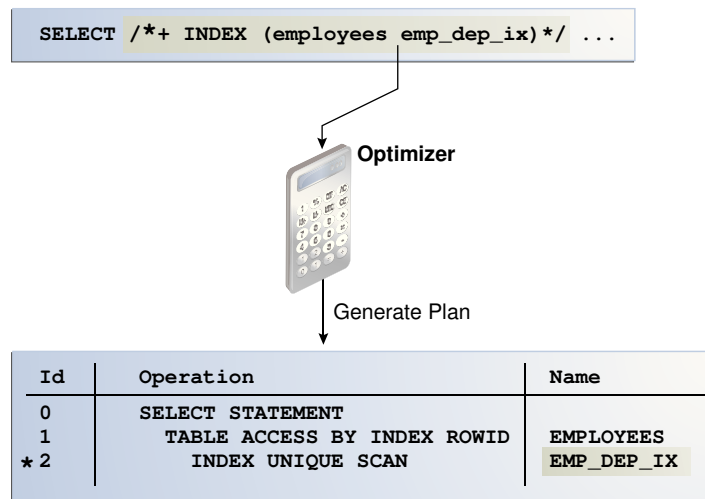 SELECT /*+ INDEX (employees emp_dep_ix)*/ ...
Optimizer
Generate Plan
Id Operation Name
0 SELECT STATEMENT
1 TABLE ACCESS BY INDEX ROWID EMPLOYEES
* 2 INDEX UNIQUE SCAN EMP_DEP_IX